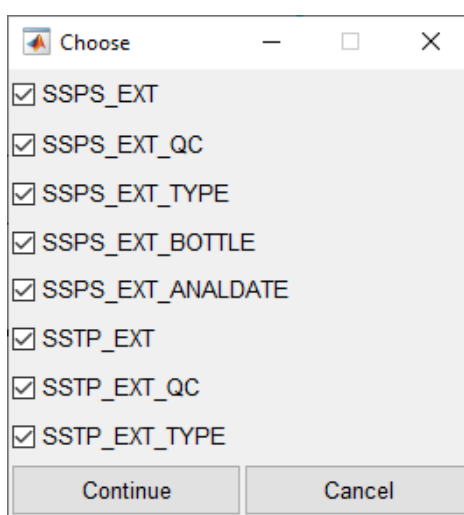 Choose
SSPS_EXT
SSPS_EXT_QC
SSPS_EXT_TYPE
SSPS_EXT_BOTTLE
SSPS_EXT_ANALDATE
SSTP_EXT
SSTP_EXT_QC
SSTP_EXT_TYPE
Continue Cancel